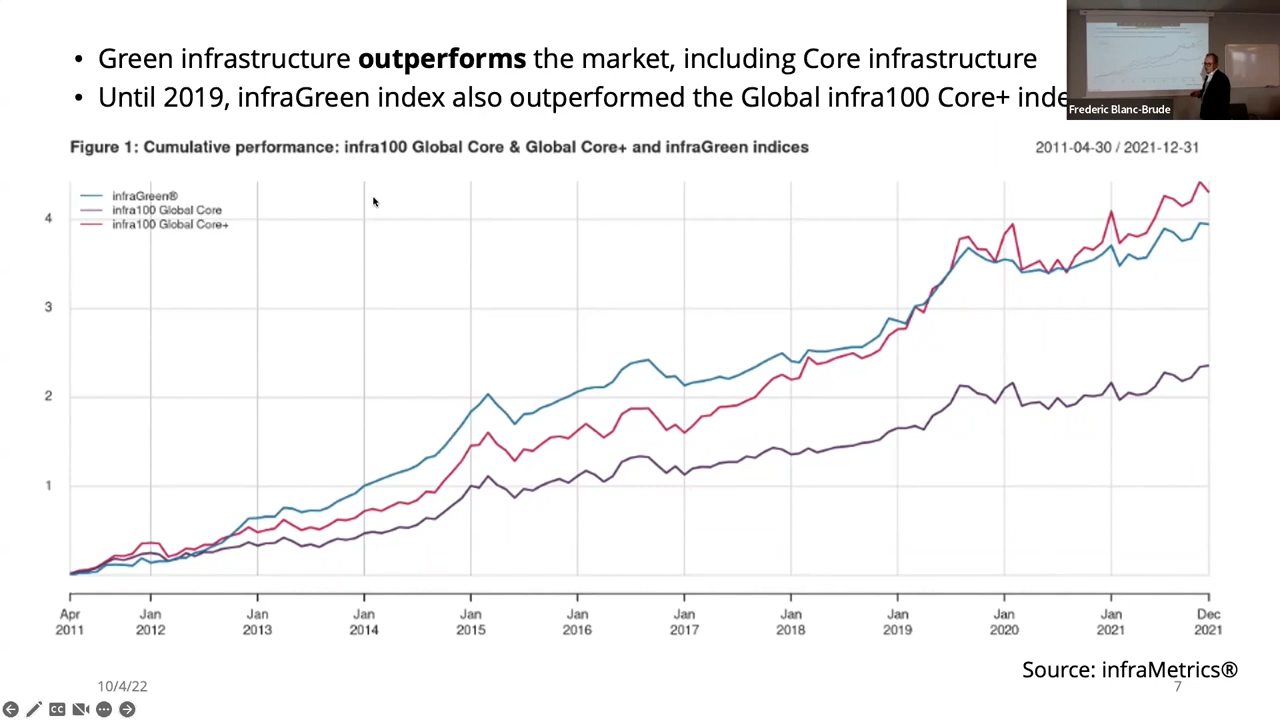 • Green infrastructure outperforms the market, including Core infrastructure
• Until 2019, infraGreen index also outperformed the Global infra100 Core+ inde
Frederic Blanc-Brude
Figure 1: Cumulative performance: infra100 Global Core & Global Core+ and infraGreen indices
2011-04-30 / 2021-12-31
infraGreen®
infra100 Global Core
infra100 Global Core+
4
3
2
1
Apr 2011
Jan 2012
Jan 2013
Jan 2014
Jan 2015
Jan 2016
Jan 2017
Jan 2018
Jan 2019
Jan 2020
Jan 2021
Dec 2021
Source: infraMetrics®
10/4/22
7
CC